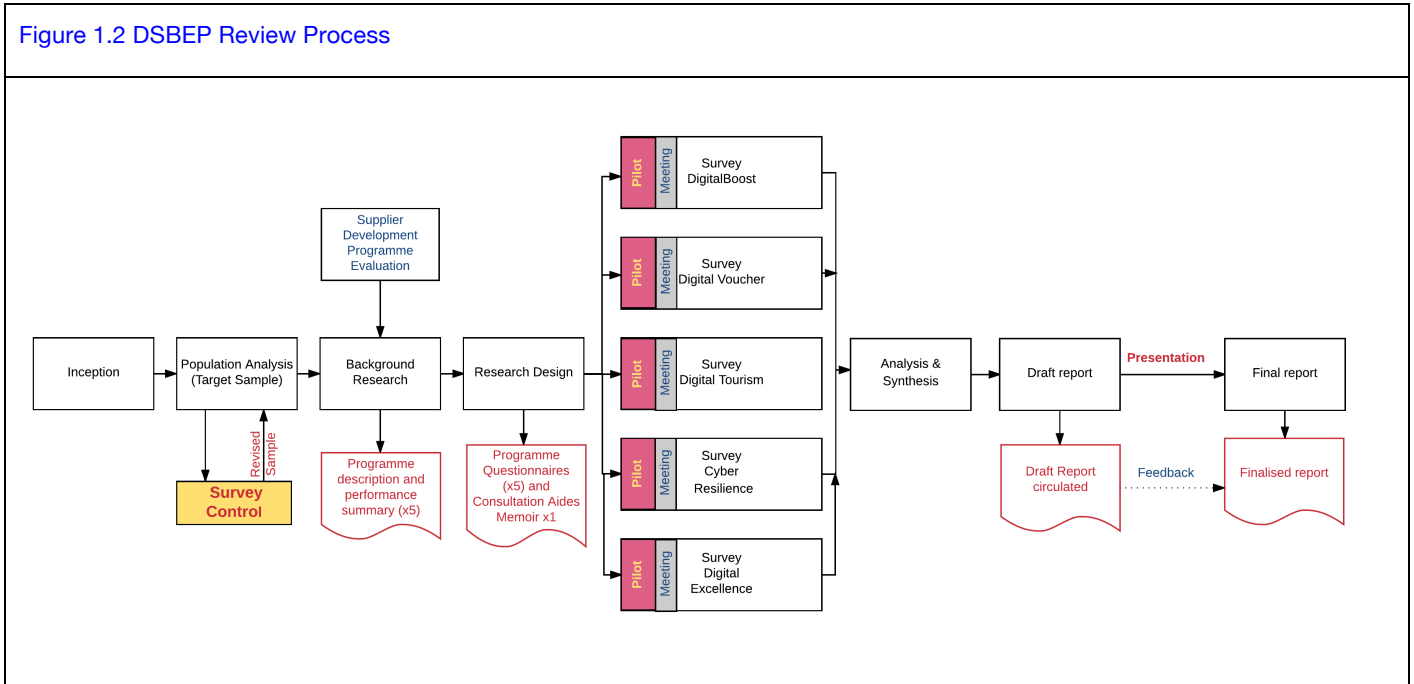 Figure 1.2 DSBEP Review Process
Supplier
Development
Programme
Evaluation
Inception
Population Analysis
(Target Sample)
Revised
Sample
Survey
Control
Background
Research
Programme
description and
performance
summary (x5)
Research Design
Programme
Questionnaires
(x5) and
Consultation Aides
Memoir x1
Pilot
Meeting
Survey
DigitalBoost
Pilot
Meeting
Survey
Digital Voucher
Pilot
Meeting
Survey
Digital Tourism
Pilot
Meeting
Survey
Cyber
Resilience
Pilot
Meeting
Survey
Digital
Excellence
Analysis &
Synthesis
Draft report
Presentation
Final report
Draft Report
circulated
Feedback
Finalised report